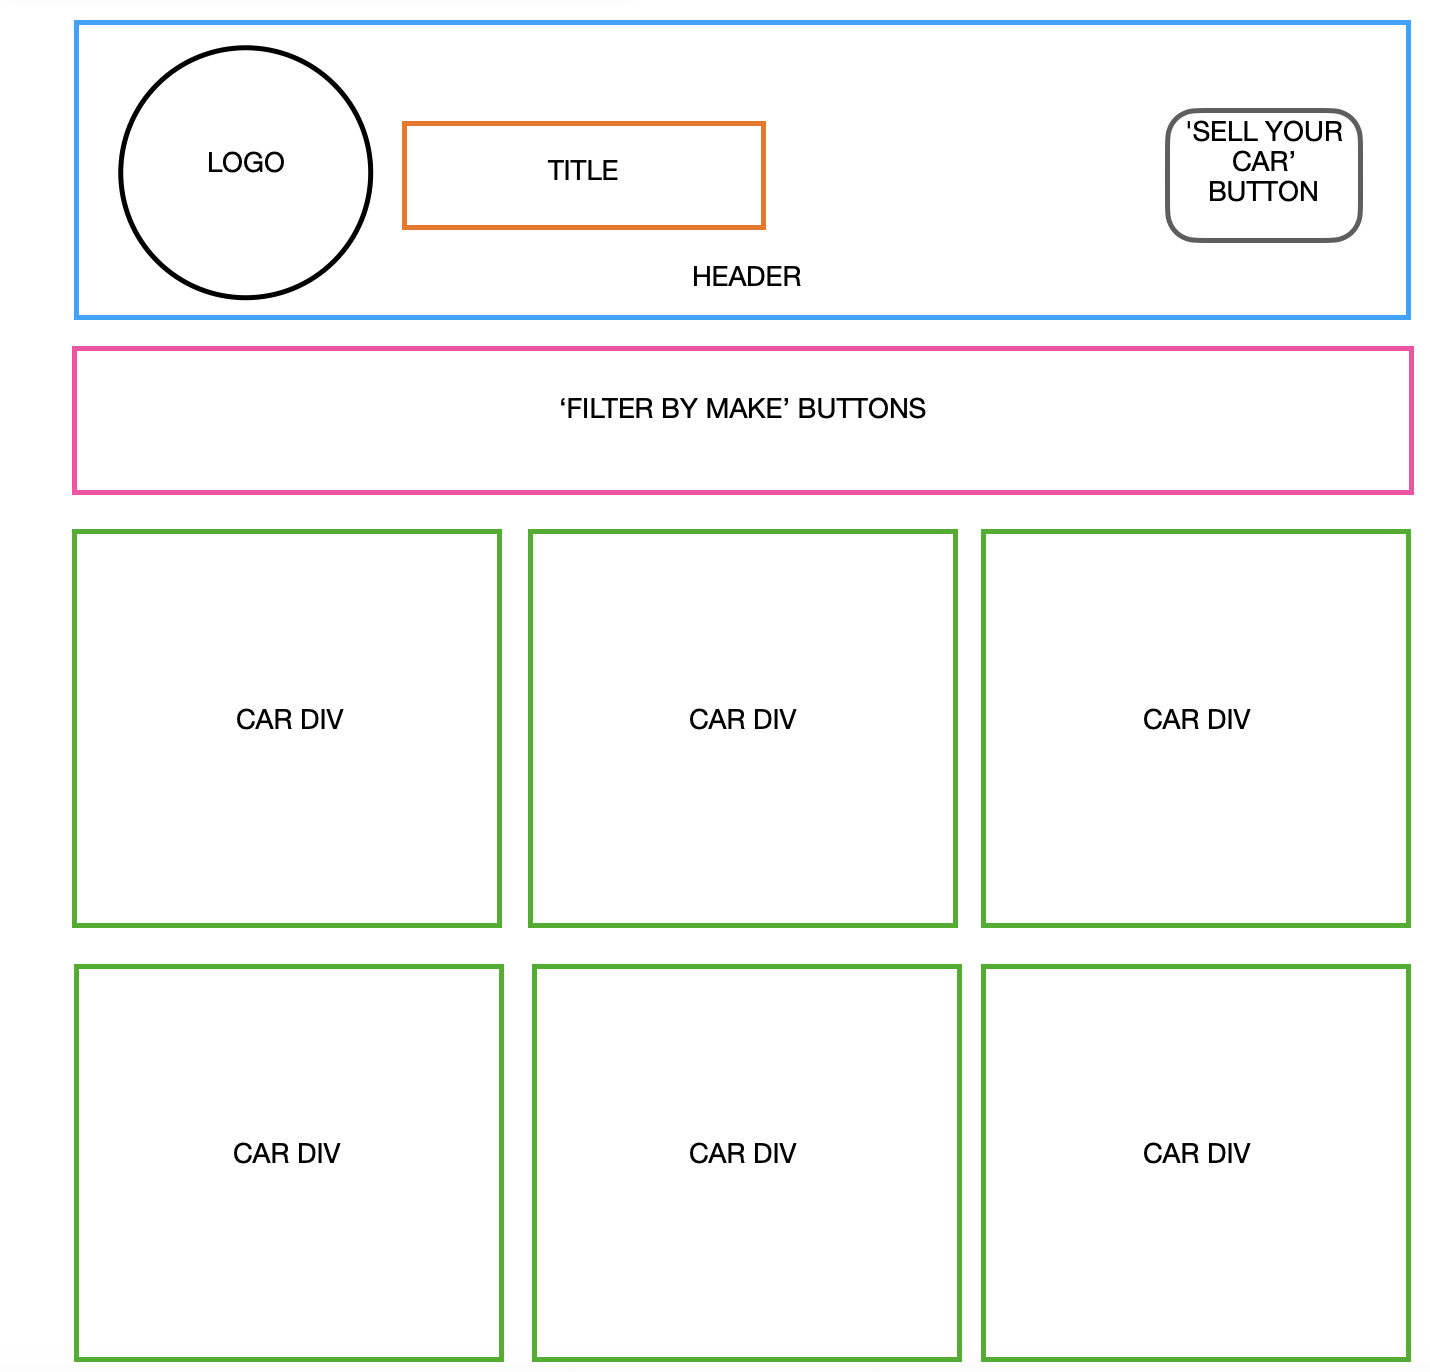 LOGO
TITLE
'SELL YOUR
CAR’
BUTTON
HEADER
‘FILTER BY MAKE’ BUTTONS
CAR DIV
CAR DIV
CAR DIV
CAR DIV
CAR DIV
CAR DIV